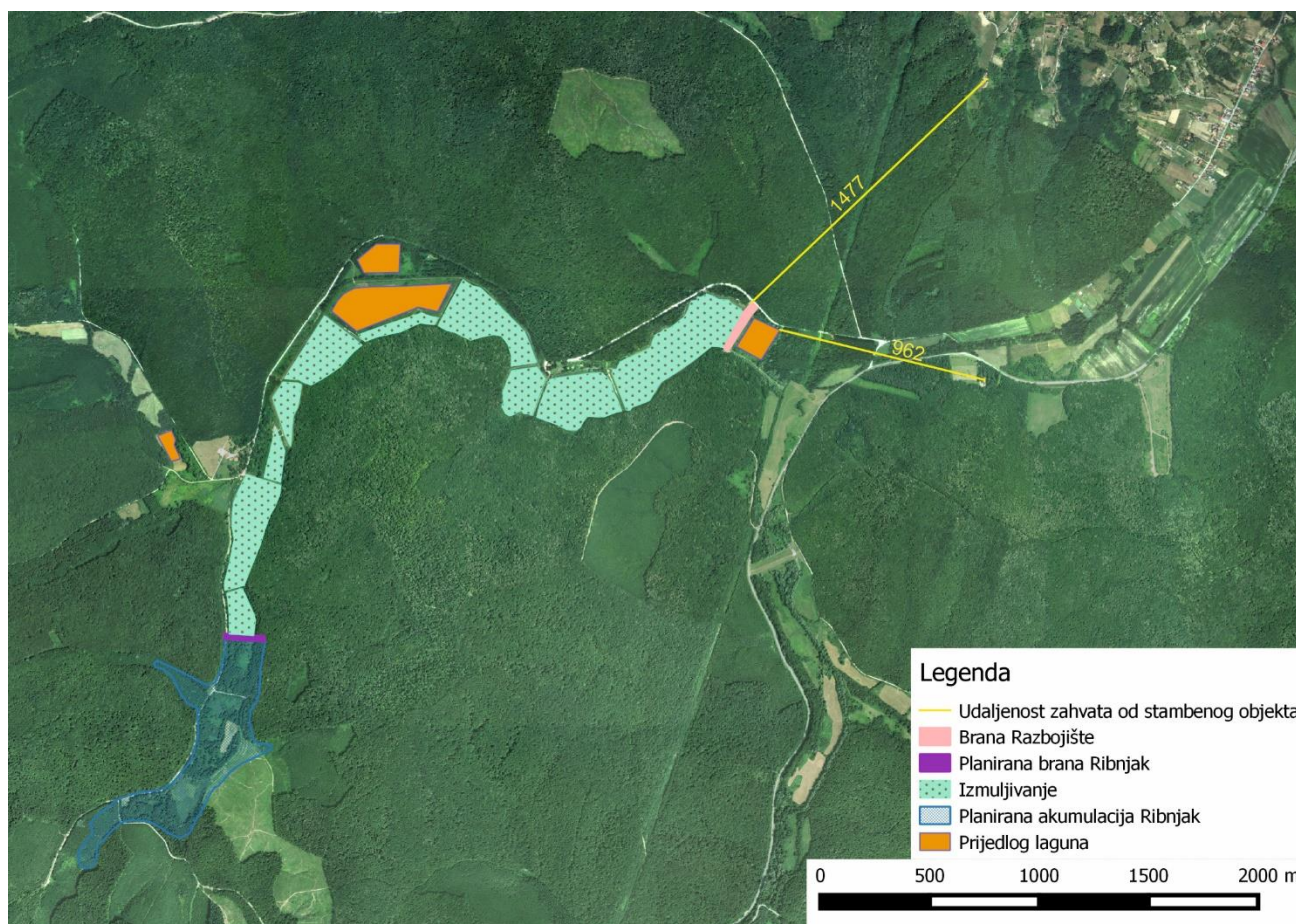 1477
962
Legenda
Udaljenost zahvata od stambenog objekta
Brana Razbojište
Planirana brana Ribnjak
Izmuljivanje
Planirana akumulacija Ribnjak
Prijedlog laguna
0 500 1000 1500 2000 m